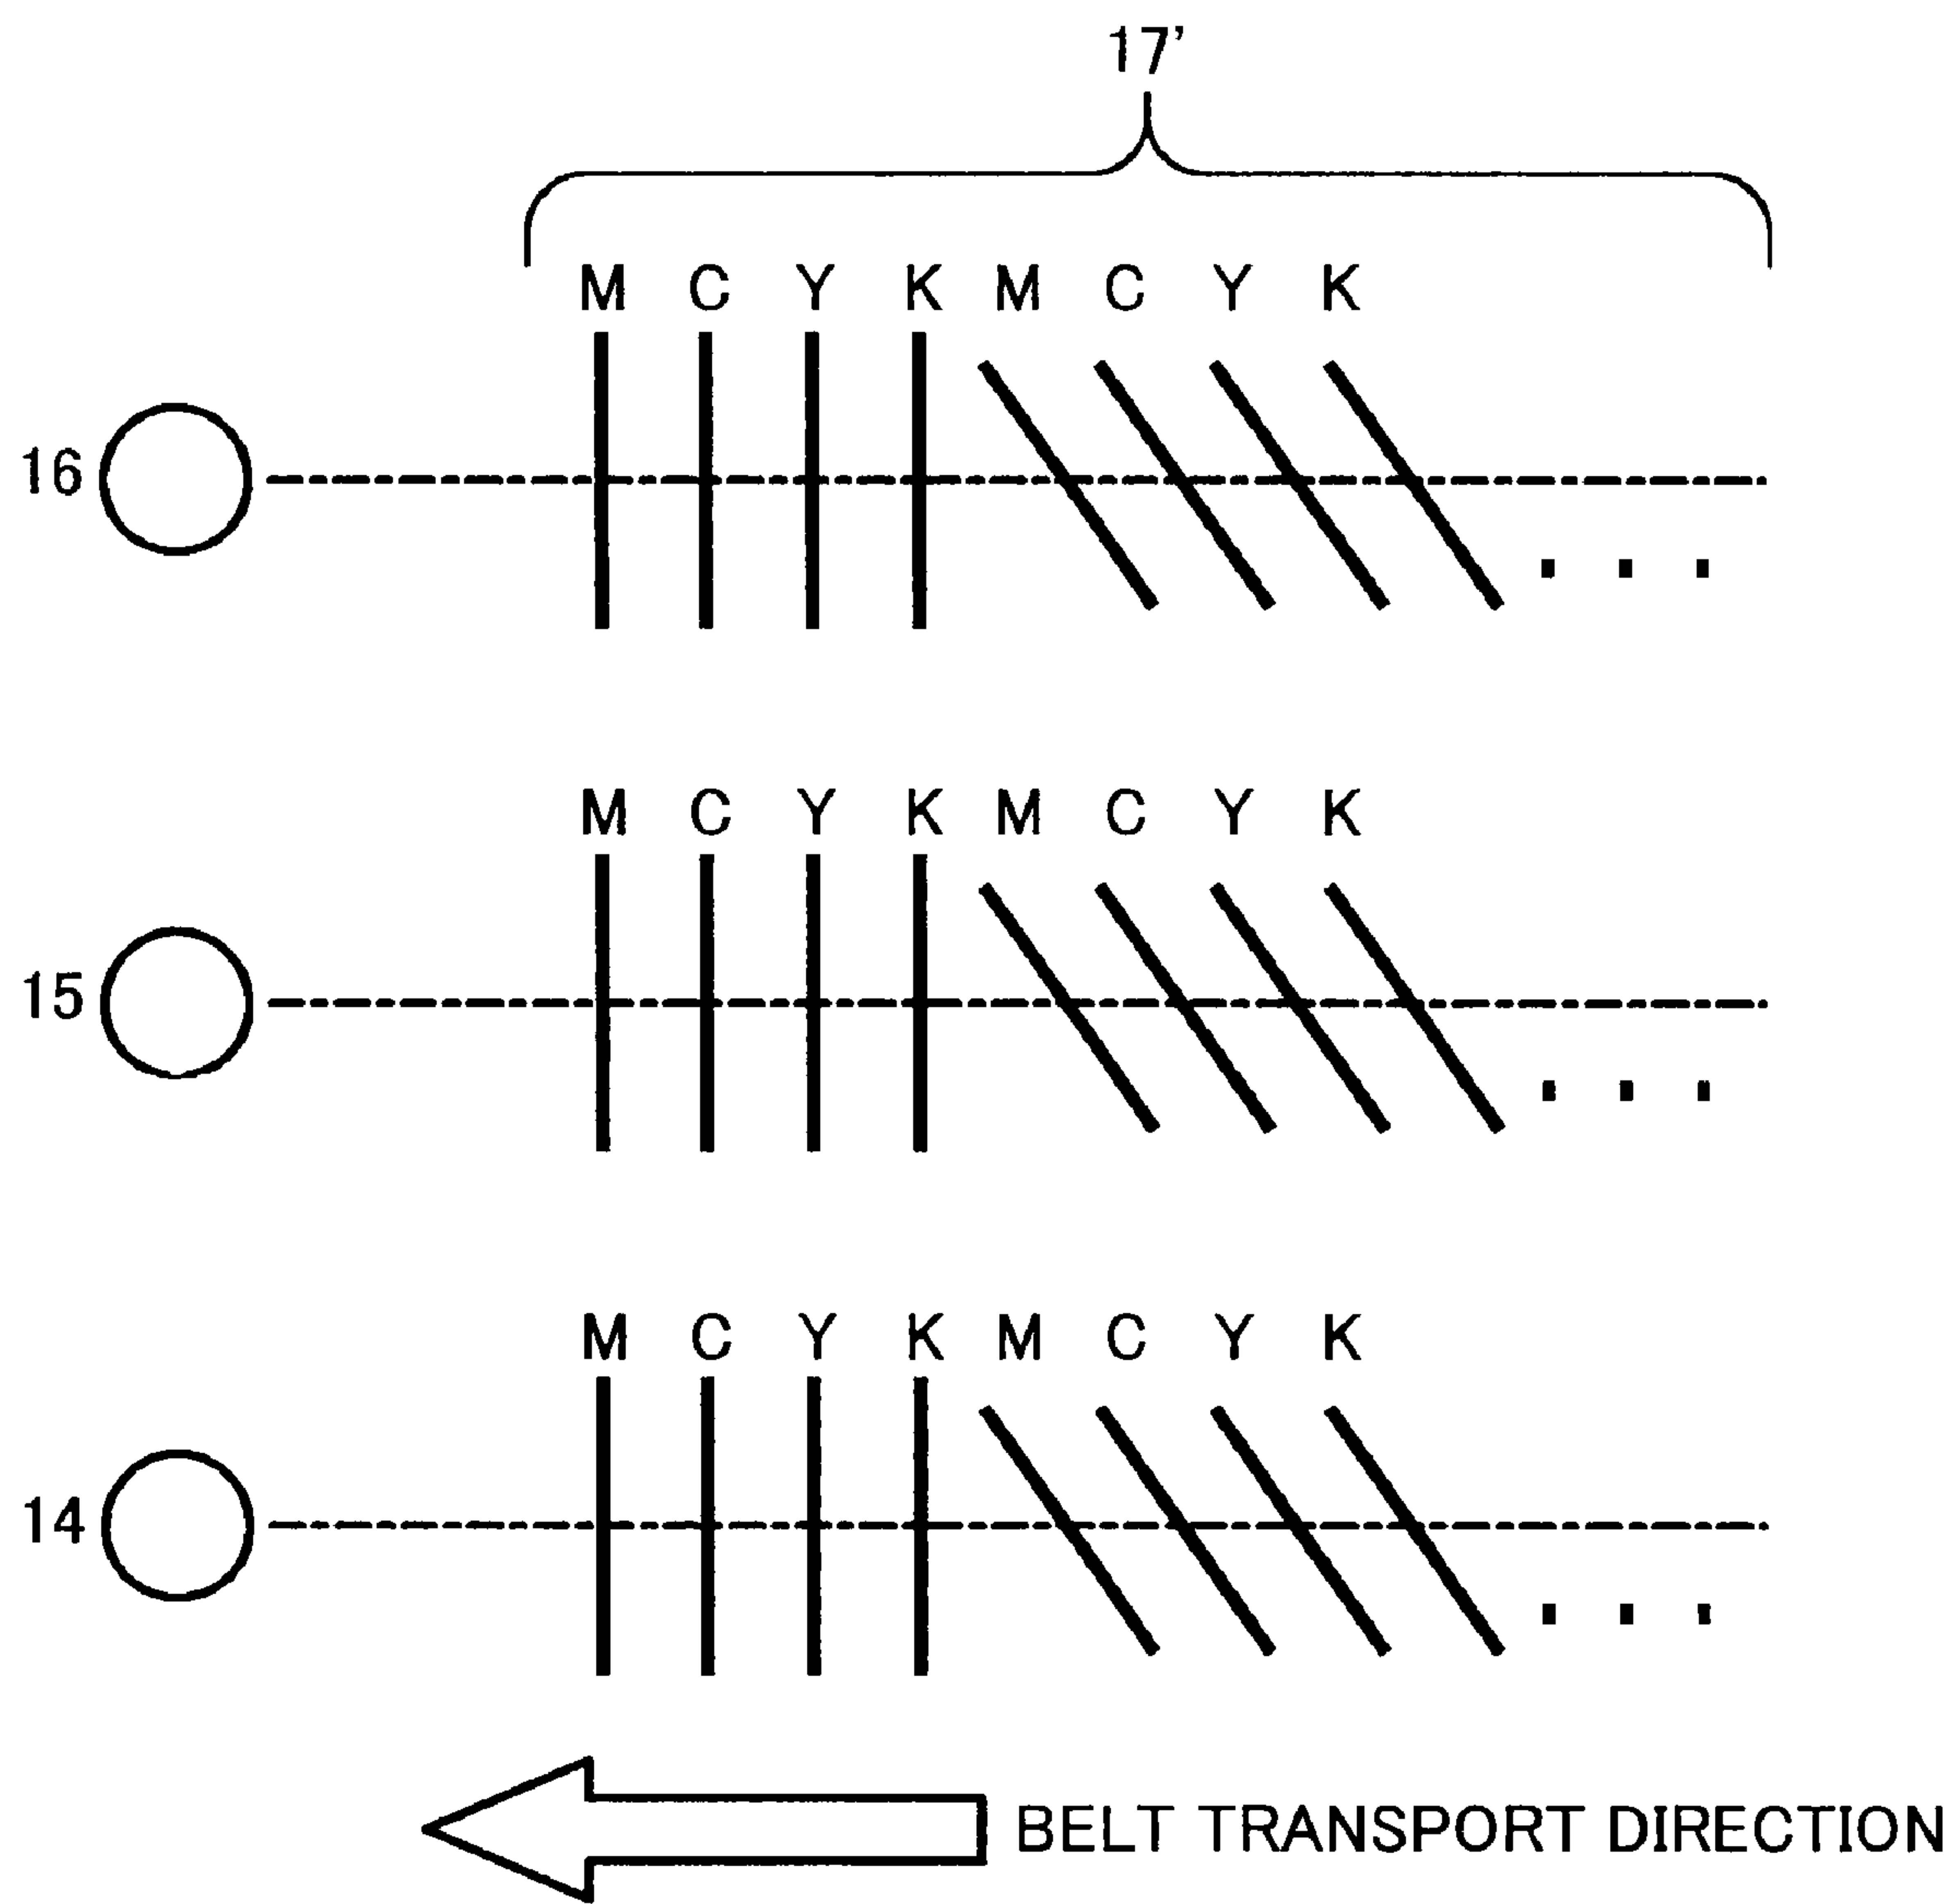 17'
M C Y K M C Y K
16
M C Y K M C Y K
15
M C Y K M C Y K
14
BELT TRANSPORT DIRECTION